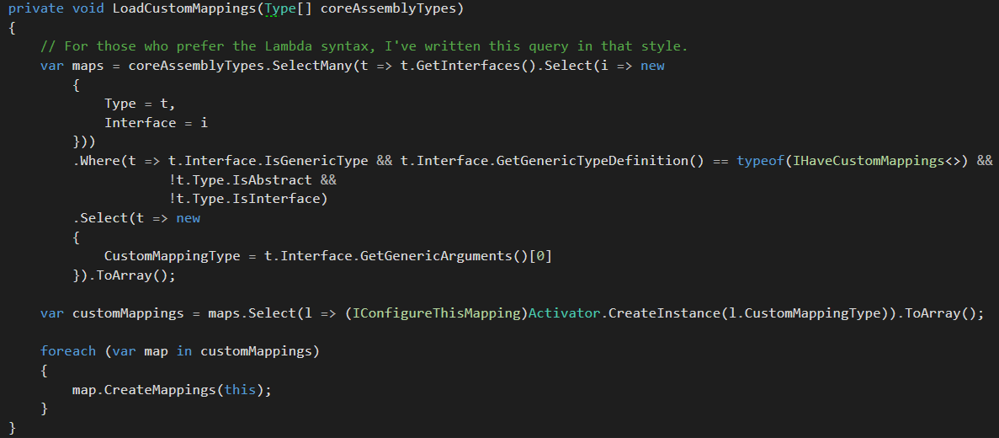 private void LoadCustomMappings(Type[] coreAssemblyTypes)
{
    // For those who prefer the Lambda syntax, I've written this query in that style.
    var maps = coreAssemblyTypes.SelectMany(t => t.GetInterfaces().Select(i => new
        {
            Type = t,
            Interface = i
        }))
        .Where(t => t.Interface.IsGenericType && t.Interface.GetGenericTypeDefinition() == typeof(IHaveCustomMappings<>) &&
                    !t.Type.IsAbstract &&
                    !t.Type.IsInterface)
        .Select(t => new
        {
            CustomMappingType = t.Interface.GetGenericArguments()[0]
        }).ToArray();

    var customMappings = maps.Select(l => (IConfigureThisMapping)Activator.CreateInstance(l.CustomMappingType)).ToArray();

    foreach (var map in customMappings)
    {
        map.CreateMappings(this);
    }
}